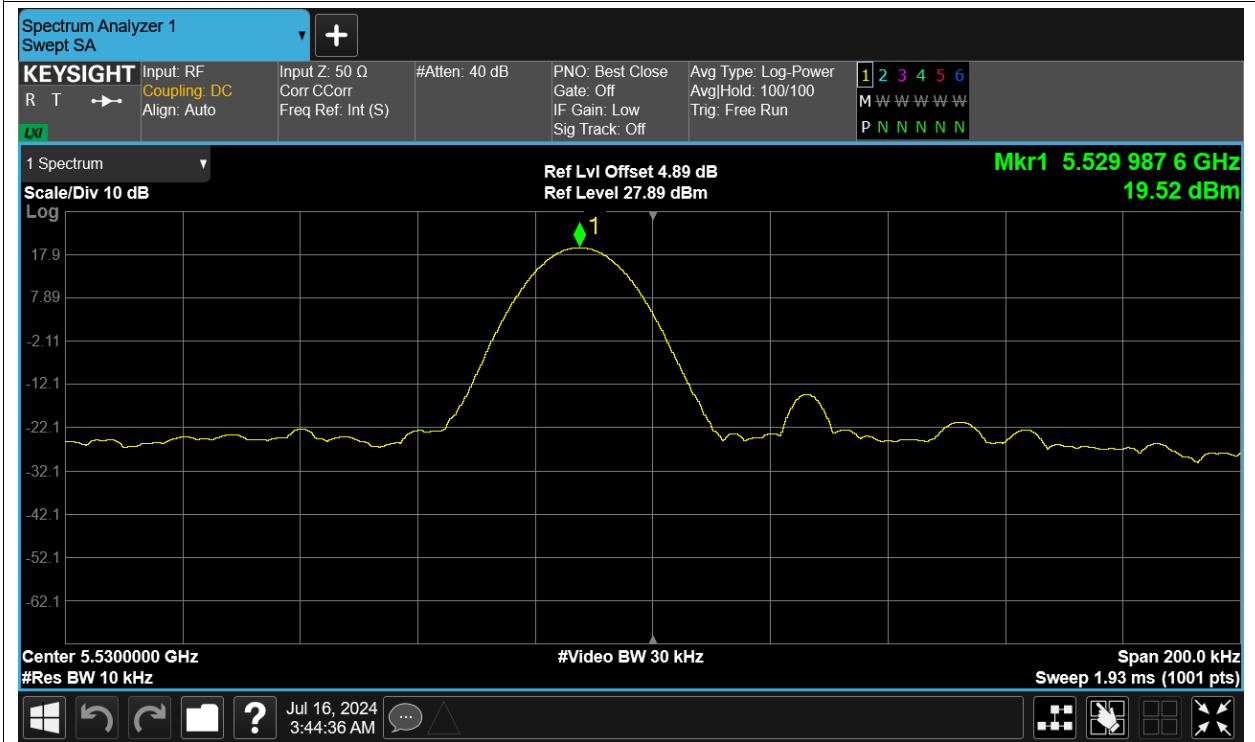 Spectrum Analyzer 1
Swept SA
+
KEYSIGHT
R T
LXI
Input: RF
Coupling: DC
Align: Auto
Input Z: 50 Ω
Corr CCorr
Freq Ref: Int (S)
#Atten: 40 dB
PNO: Best Close
Gate: Off
IF Gain: Low
Sig Track: Off
Avg Type: Log-Power
Avg|Hold: 100/100
Trig: Free Run
1 2 3 4 5 6
M W W W W W
P N N N N N
1 Spectrum
Scale/Div 10 dB
Ref Lvl Offset 4.89 dB
Ref Level 27.89 dBm
Mkr1 5.529 987 6 GHz
19.52 dBm
Log
1
17.9
7.89
-2.11
-12.1
-22.1
-32.1
-42.1
-52.1
-62.1
Center 5.5300000 GHz
#Res BW 10 kHz
#Video BW 30 kHz
Span 200.0 kHz
Sweep 1.93 ms (1001 pts)
?
Jul 16, 2024
3:44:36 AM